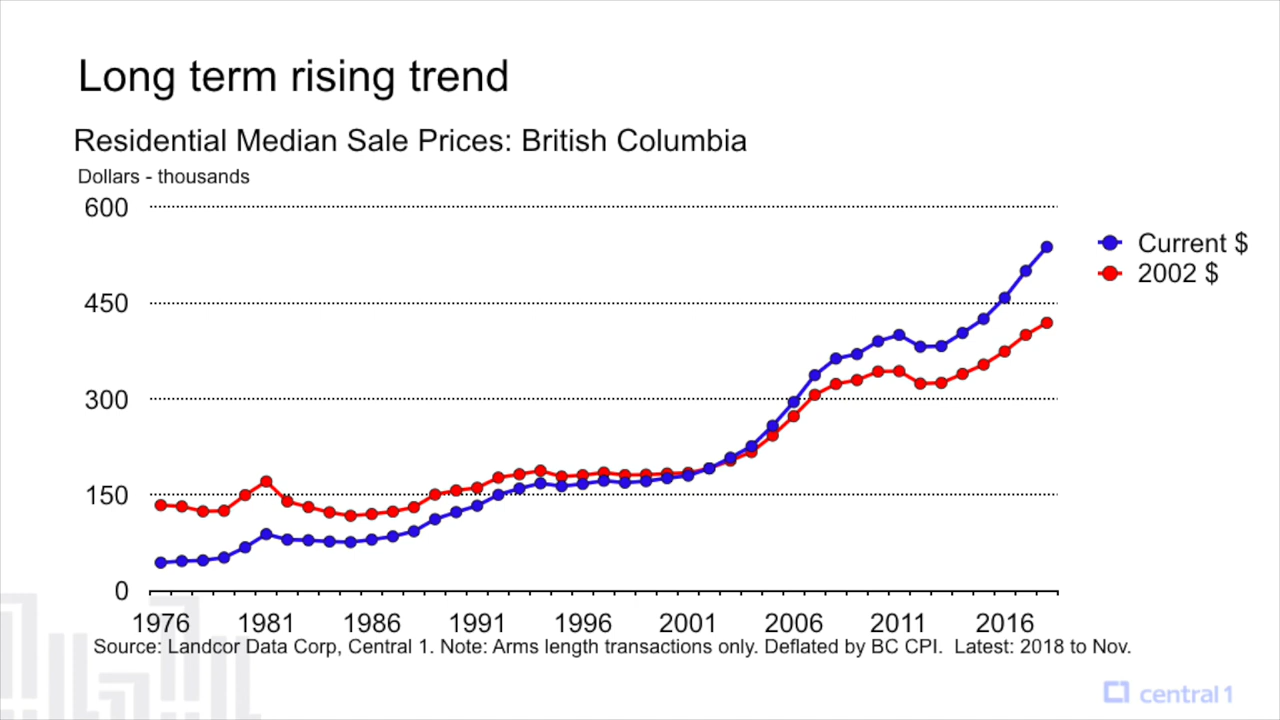 Long term rising trend
Residential Median Sale Prices: British Columbia
Dollars - thousands
600
450
300
150
0
Current $
2002 $
1976 1981 1986 1991 1996 2001 2006 2011 2016
Source: Landcor Data Corp, Central 1. Note: Arms length transactions only. Deflated by BC CPI.  Latest: 2018 to Nov.
central 1